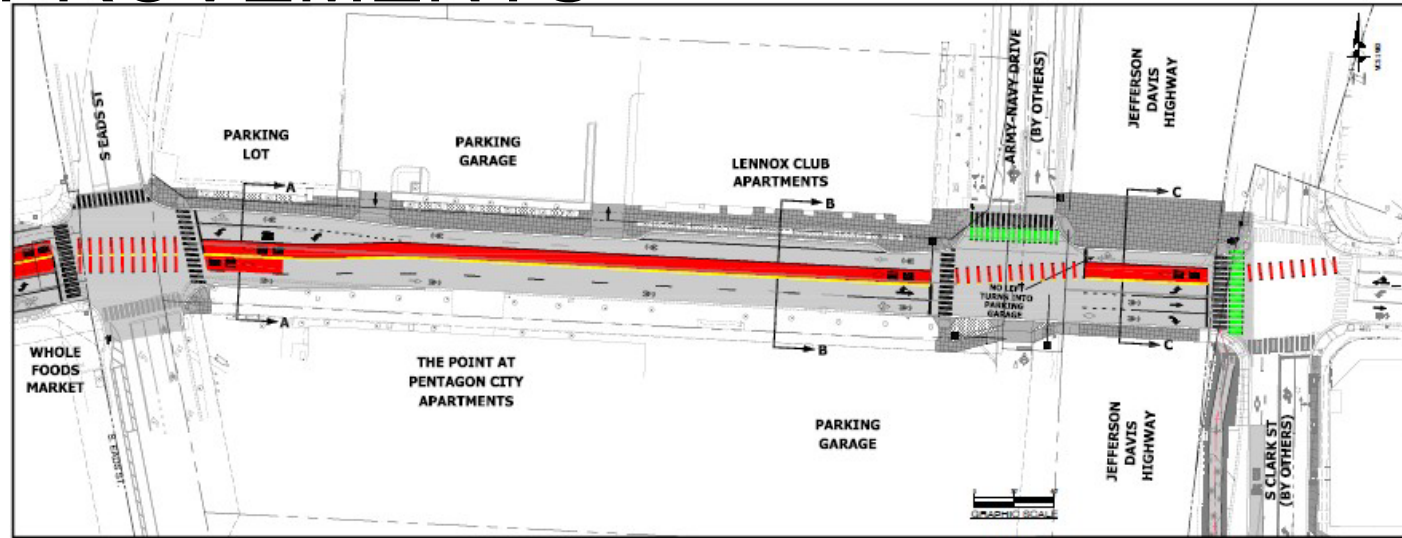 S EADS ST
PARKING
LOT
PARKING
GARAGE
LENNOX CLUB
APARTMENTS
ARMY-NAVY DRIVE
(BY OTHERS)
JEFFERSON
DAVIS
HIGHWAY
A
B
C
NO LEFT
TURNS INTO
PARKING
GARAGE
A
B
C
WHOLE
FOODS
MARKET
S. EADS ST.
THE POINT AT
PENTAGON CITY
APARTMENTS
PARKING
GARAGE
JEFFERSON
DAVIS
HIGHWAY
S CLARK ST
(BY OTHERS)
GRAPHIC SCALE